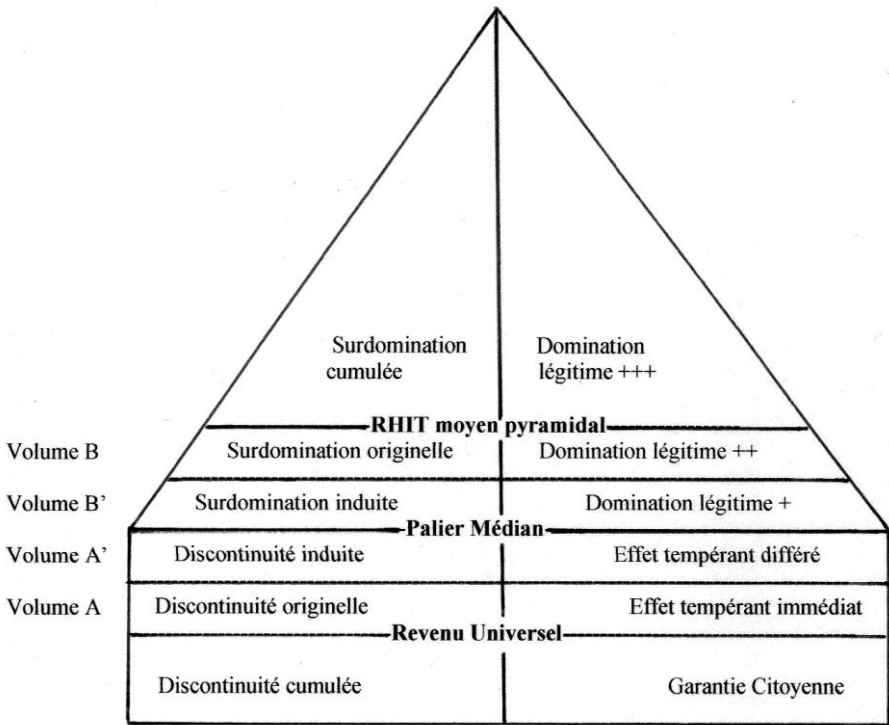 Surdomination Domination
cumulée légitime +++
RHIT moyen pyramidal
Volume B Surdomination originelle Domination légitime ++
Volume B’ Surdomination induite Domination légitime +
Palier Médian
Volume A’ Discontinuité induite Effet tempérant différé
Volume A Discontinuité originelle Effet tempérant immédiat
Revenu Universel
Discontinuité cumulée Garantie Citoyenne